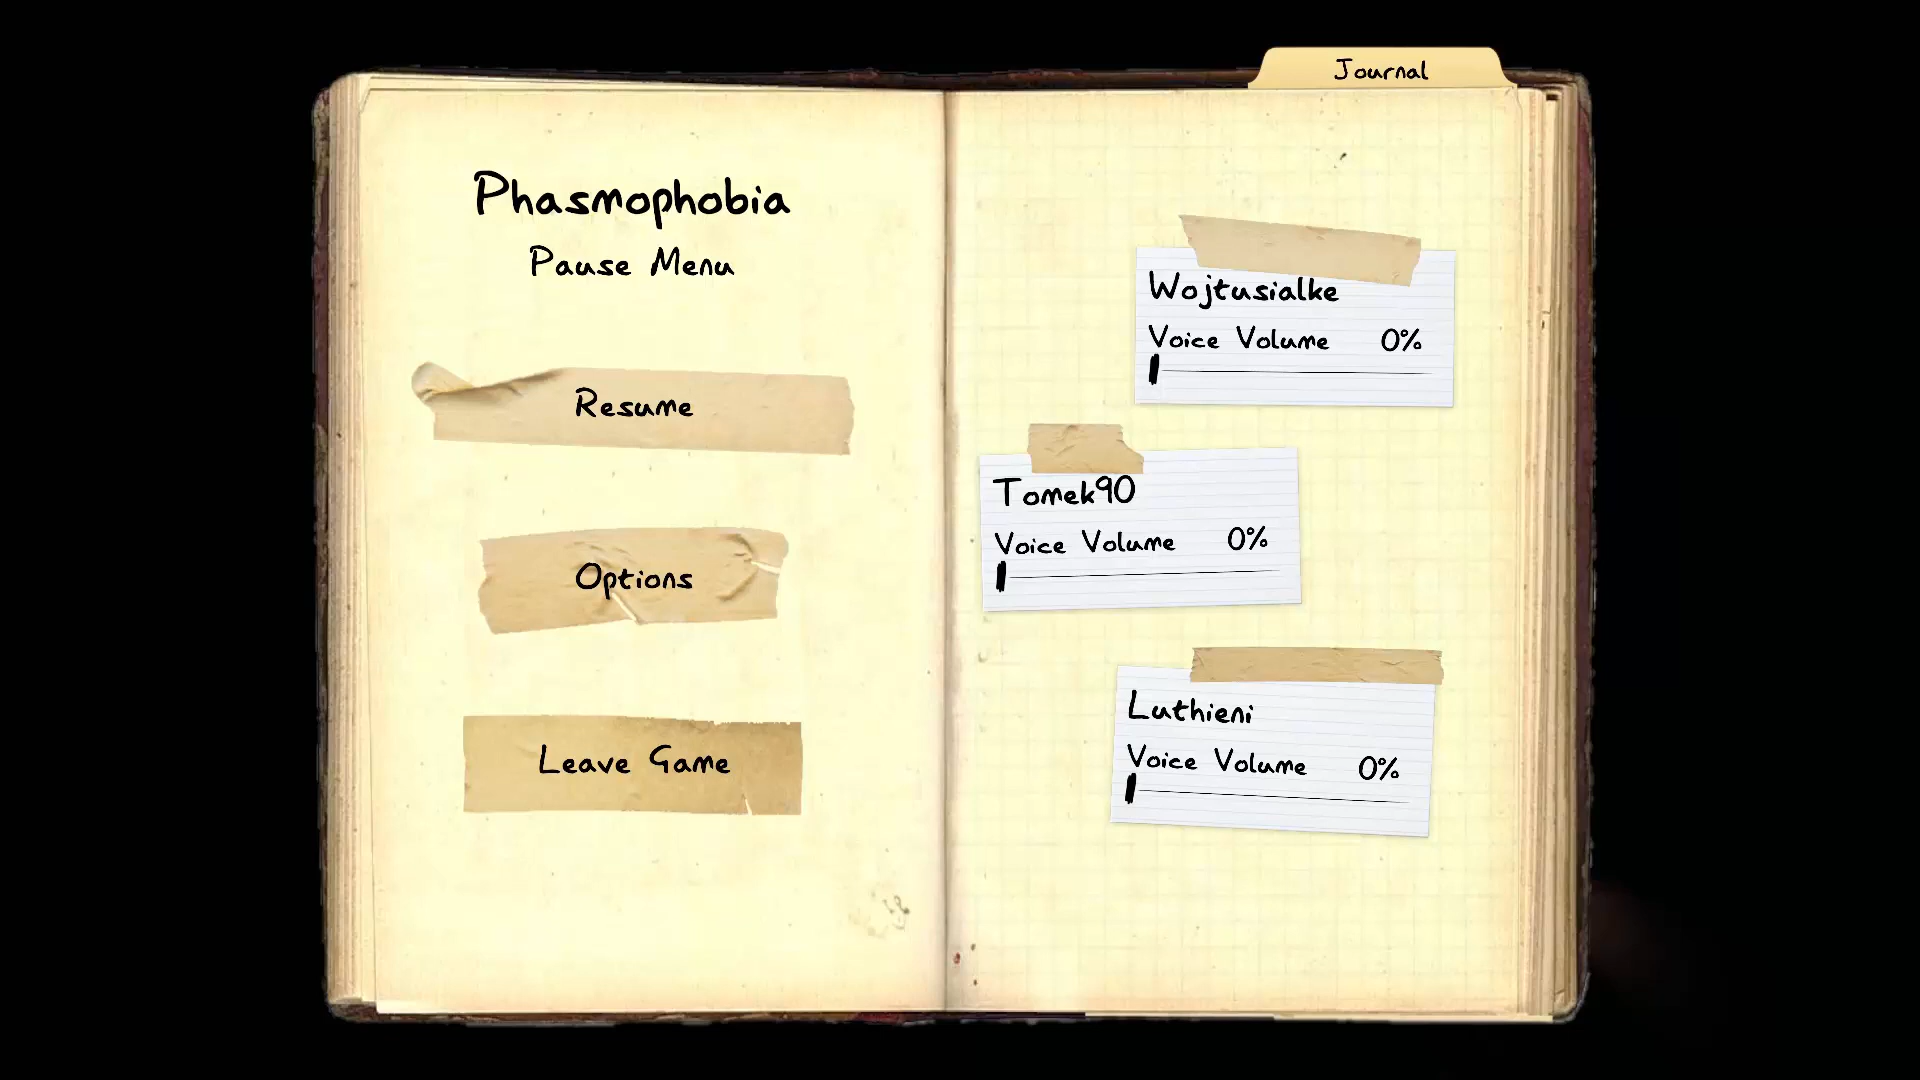 Journal
Phasmophobia
Pause Menu
Resume
Options
Leave Game
Wojtusialke
Voice Volume 0%
Tomek90
Voice Volume 0%
Luthieni
Voice Volume 0%